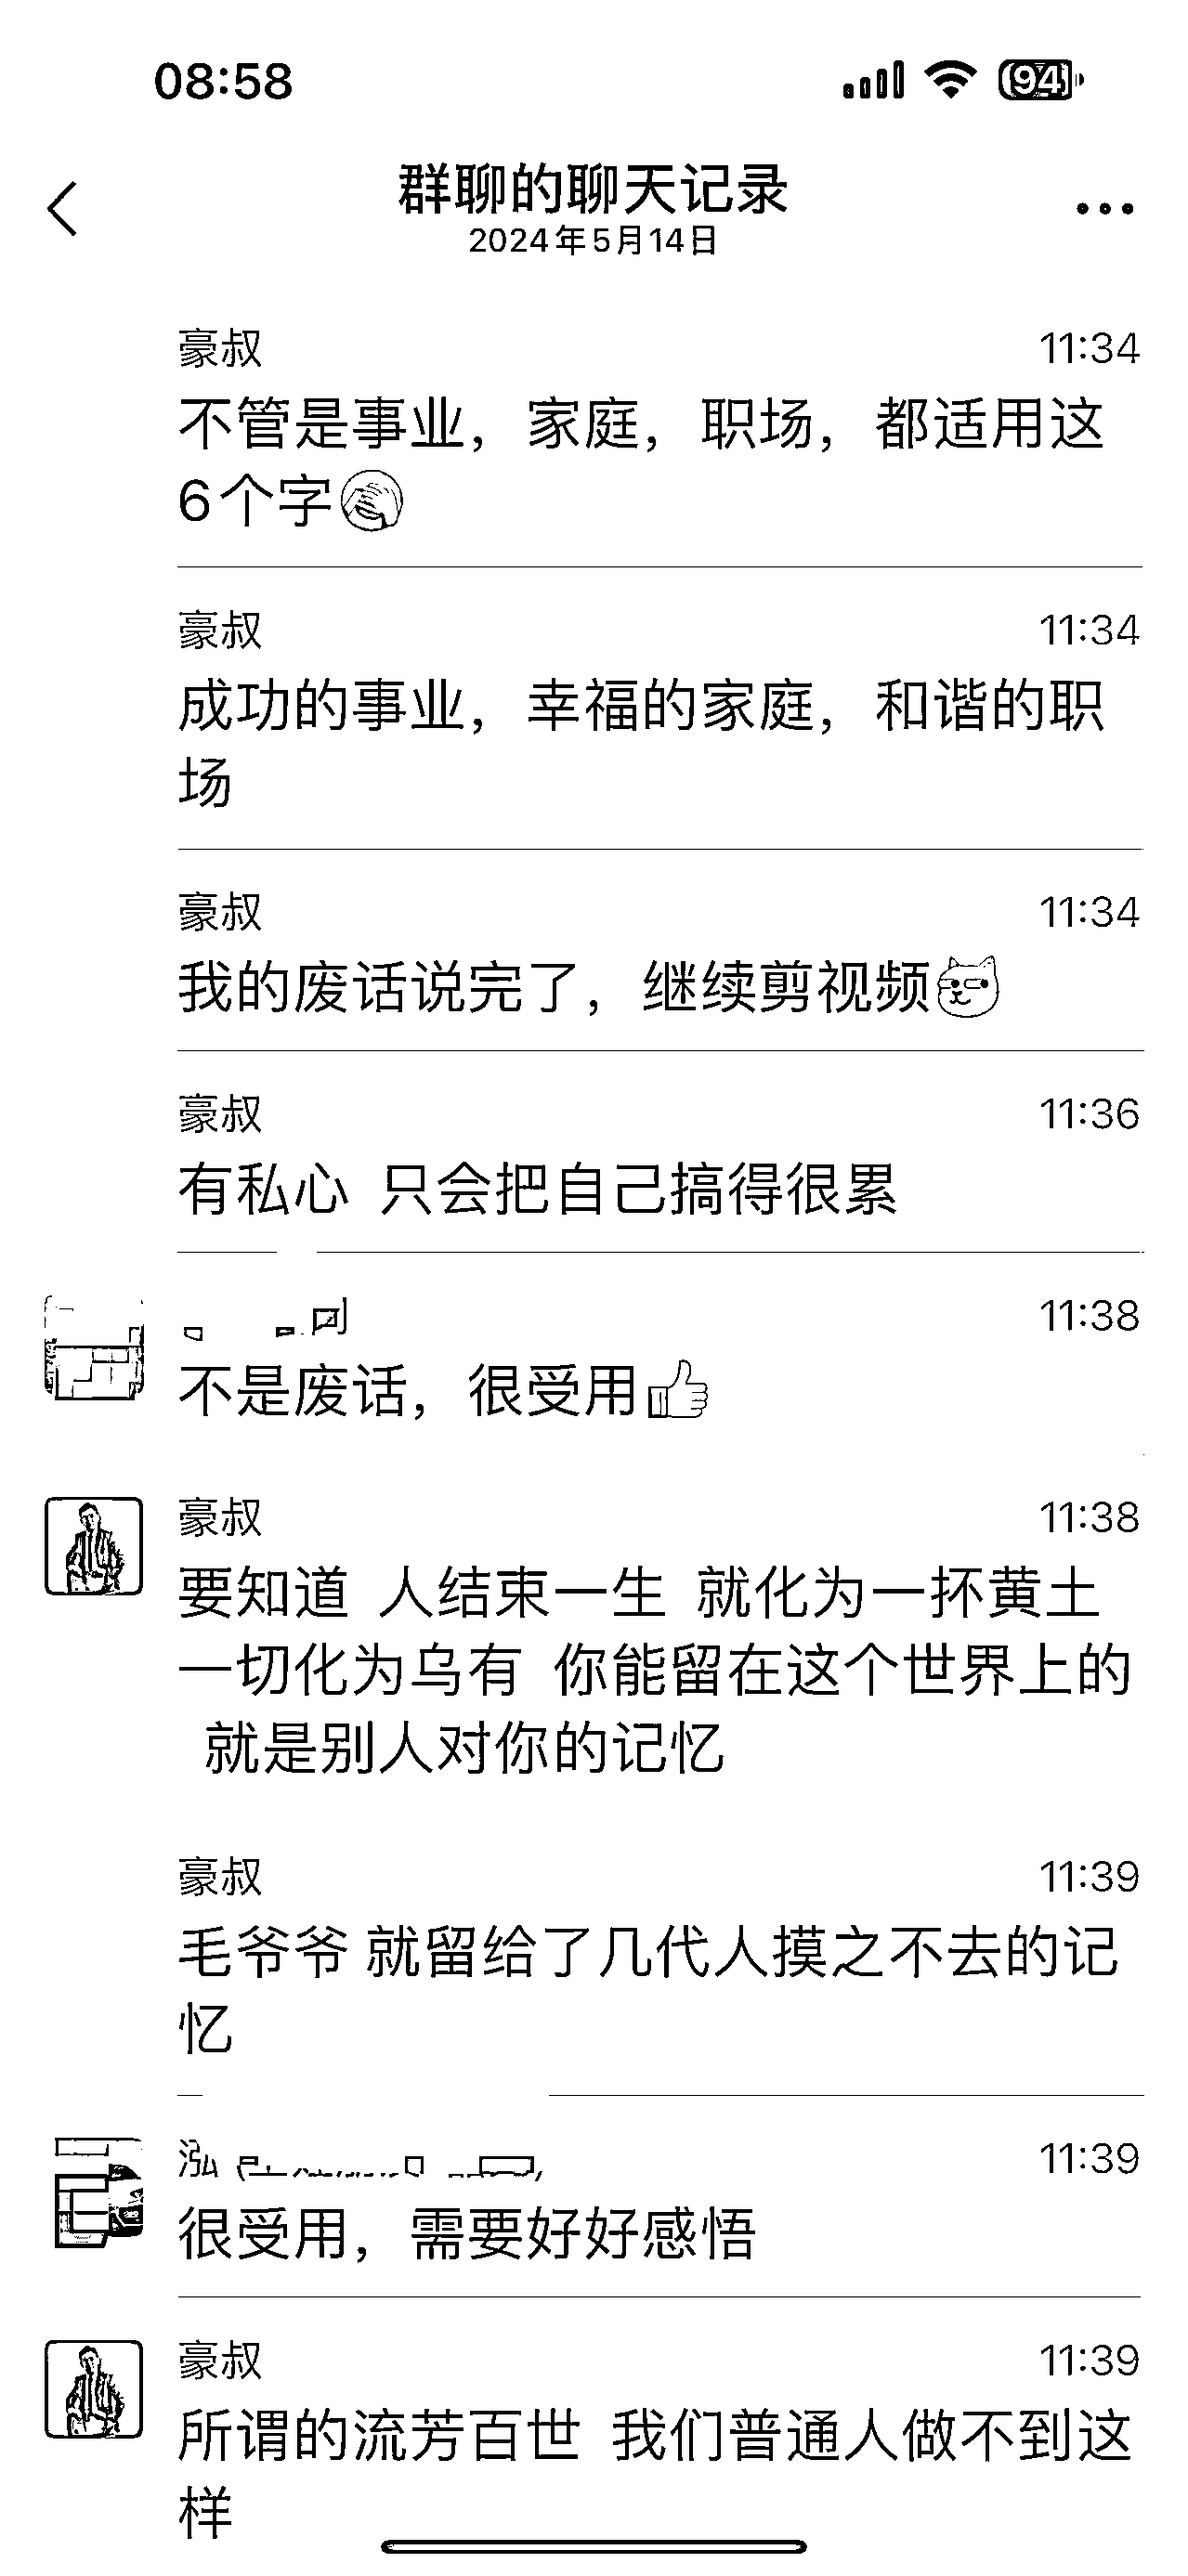 08:58
94
群聊的聊天记录
2024年5月14日
豪叔 11:34
不管是事业，家庭，职场，都适用这
6个字
豪叔 11:34
成功的事业，幸福的家庭，和谐的职
场
豪叔 11:34
我的废话说完了，继续剪视频
豪叔 11:36
有私心 只会把自己搞得很累
11:38
不是废话，很受用
豪叔 11:38
要知道 人结束一生 就化为一抔黄土
一切化为乌有 你能留在这个世界上的
就是别人对你的记忆
豪叔 11:39
毛爷爷 就留给了几代人摸之不去的记
忆
泓 11:39
很受用，需要好好感悟
豪叔 11:39
所谓的流芳百世 我们普通人做不到这
样